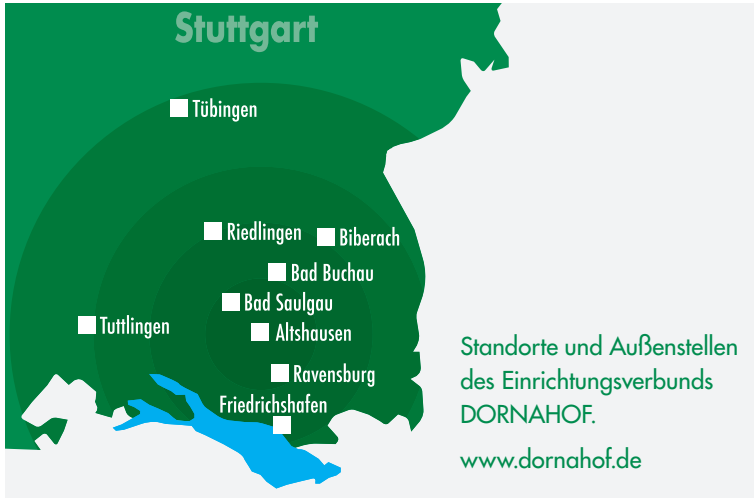 Stuttgart
Tübingen
Riedlingen
Biberach
Bad Buchau
Bad Saulgau
Tuttlingen
Altshausen
Ravensburg
Friedrichshafen
Standorte und Außenstellen
des Einrichtungsverbunds
DORNAHOF.
www.dornahof.de